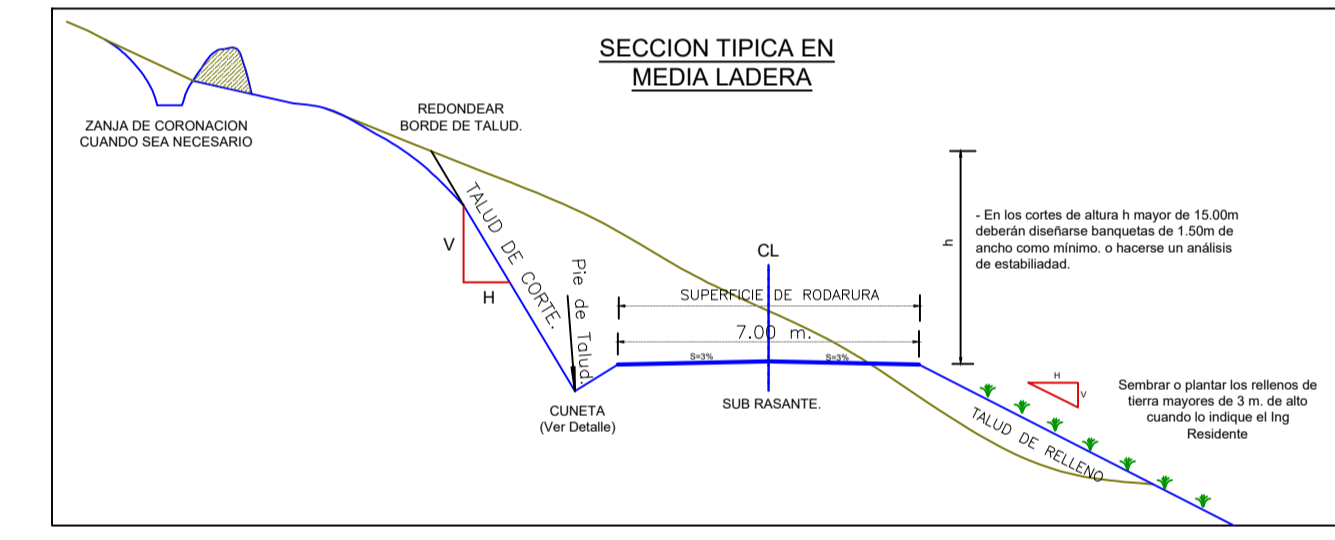 SECCION TIPICA EN
MEDIA LADERA
ZANJA DE CORONACION
CUANDO SEA NECESARIO
REDONDEAR
BORDE DE TALUD.
TALUD DE CORTE.
V
H
Pie de Talud.
CUNETA
(Ver Detalle)
CL
SUPERFICIE DE RODARURA
7.00 m.
S=3%
S=3%
SUB RASANTE.
h
- En los cortes de altura h mayor de 15.00m
deberán diseñarse banquetas de 1.50m de
ancho como mínimo. o hacerse un análisis
de estabiliadad.
H
V
TALUD DE RELLENO
Sembrar o plantar los rellenos de
tierra mayores de 3 m. de alto
cuando lo indique el Ing
Residente